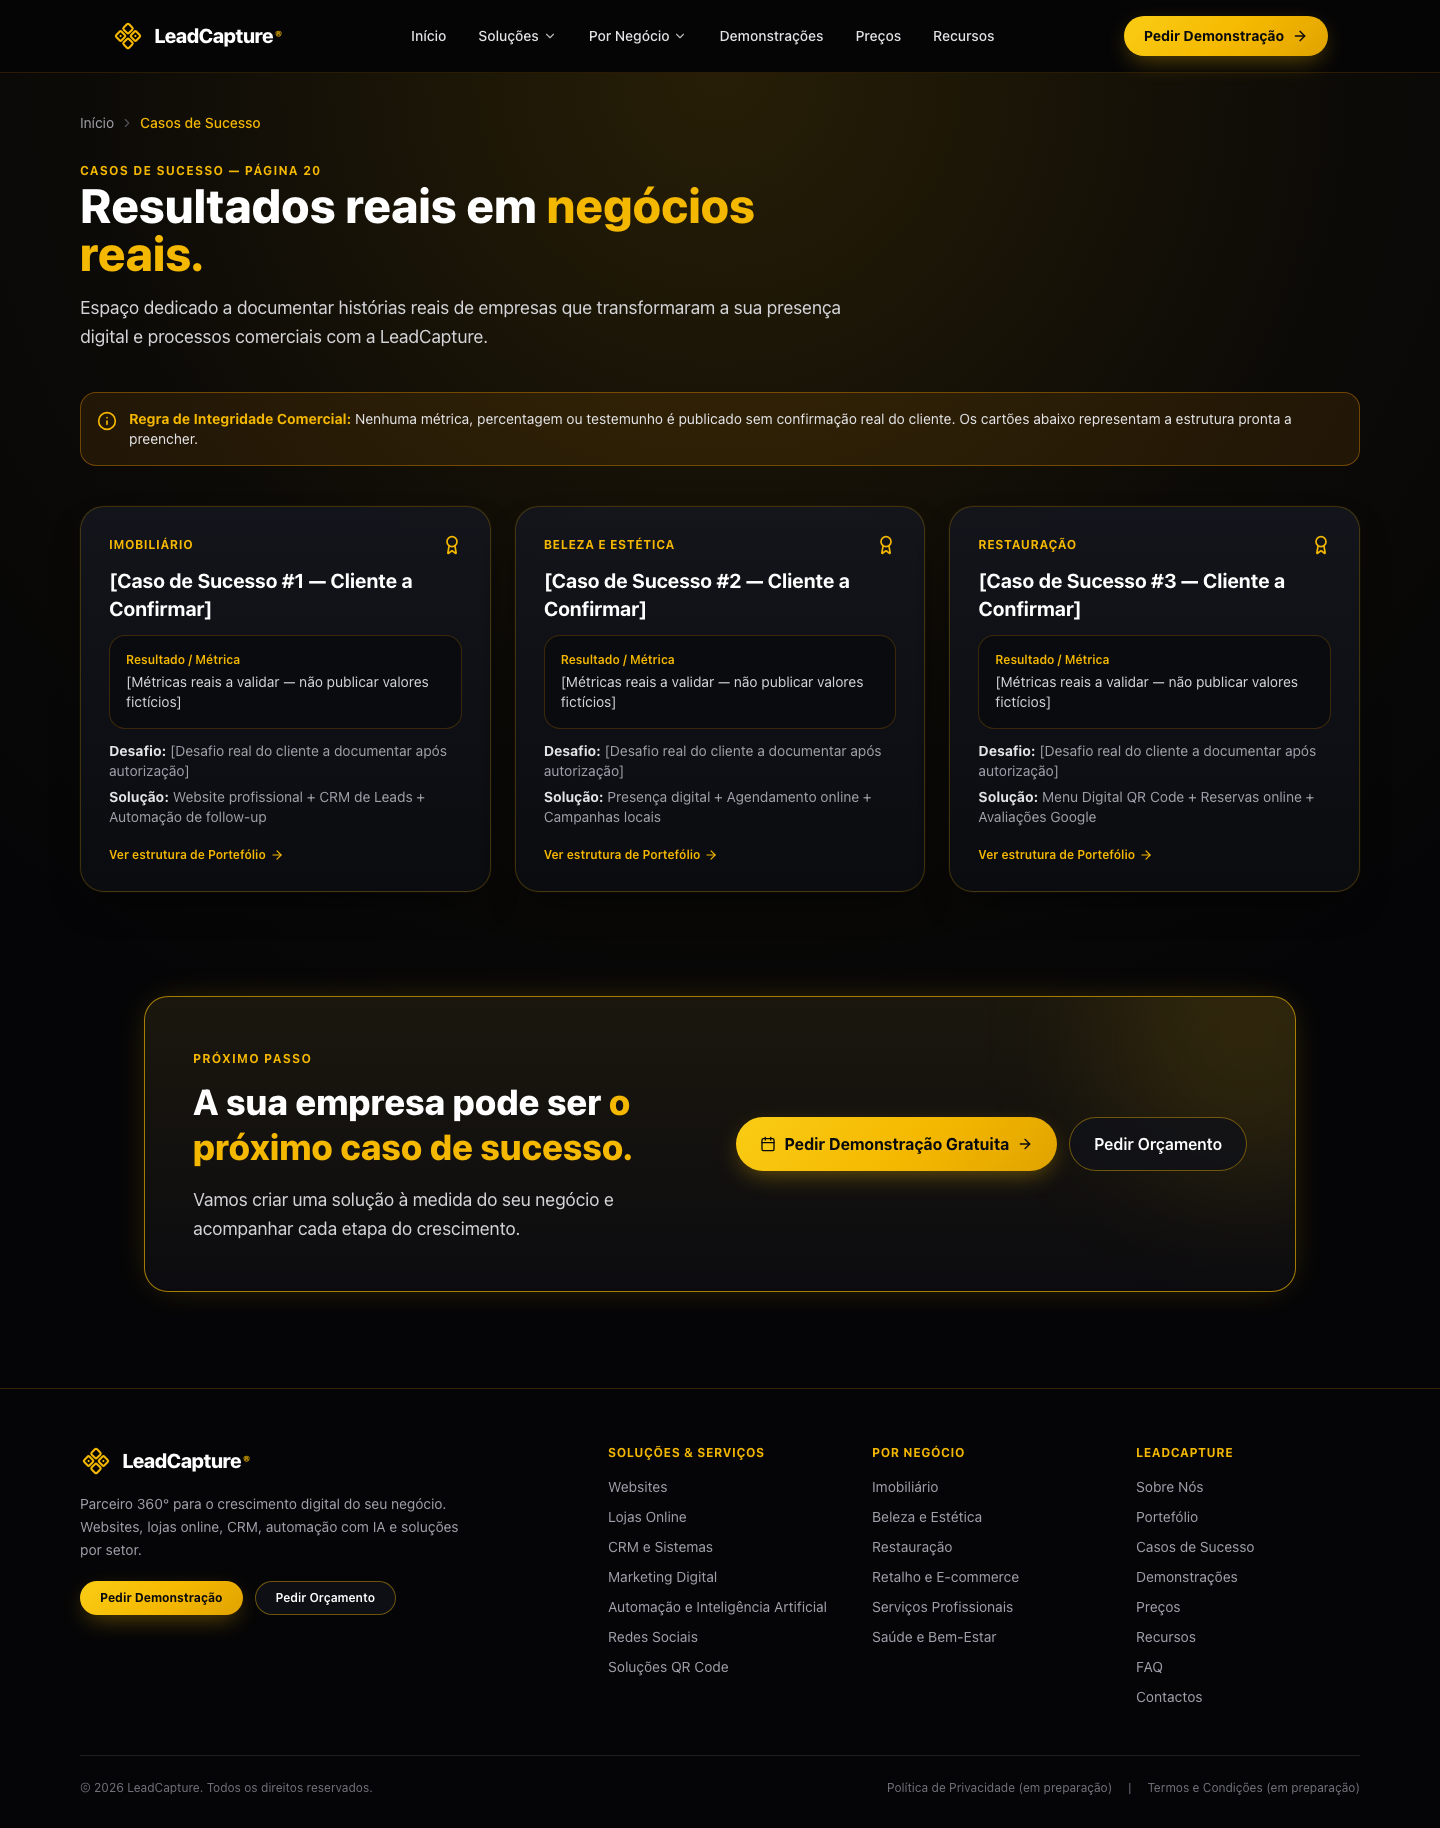 LeadCapture®
Início
Soluções
Por Negócio
Demonstrações
Preços
Recursos
Pedir Demonstração
Início
Casos de Sucesso
CASOS DE SUCESSO — PÁGINA 20
Resultados reais em negócios
reais.
Espaço dedicado a documentar histórias reais de empresas que transformaram a sua presença
digital e processos comerciais com a LeadCapture.
Regra de Integridade Comercial: Nenhuma métrica, percentagem ou testemunho é publicado sem confirmação real do cliente. Os cartões abaixo representam a estrutura pronta a
preencher.
IMOBILIÁRIO
[Caso de Sucesso #1 — Cliente a
Confirmar]
Resultado / Métrica
[Métricas reais a validar — não publicar valores
fictícios]
Desafio: [Desafio real do cliente a documentar após
autorização]
Solução: Website profissional + CRM de Leads +
Automação de follow-up
Ver estrutura de Portefólio
BELEZA E ESTÉTICA
[Caso de Sucesso #2 — Cliente a
Confirmar]
Resultado / Métrica
[Métricas reais a validar — não publicar valores
fictícios]
Desafio: [Desafio real do cliente a documentar após
autorização]
Solução: Presença digital + Agendamento online +
Campanhas locais
Ver estrutura de Portefólio
RESTAURAÇÃO
[Caso de Sucesso #3 — Cliente a
Confirmar]
Resultado / Métrica
[Métricas reais a validar — não publicar valores
fictícios]
Desafio: [Desafio real do cliente a documentar após
autorização]
Solução: Menu Digital QR Code + Reservas online +
Avaliações Google
Ver estrutura de Portefólio
PRÓXIMO PASSO
A sua empresa pode ser o
próximo caso de sucesso.
Vamos criar uma solução à medida do seu negócio e
acompanhar cada etapa do crescimento.
Pedir Demonstração Gratuita
Pedir Orçamento
LeadCapture®
Parceiro 360° para o crescimento digital do seu negócio.
Websites, lojas online, CRM, automação com IA e soluções
por setor.
Pedir Demonstração
Pedir Orçamento
SOLUÇÕES & SERVIÇOS
Websites
Lojas Online
CRM e Sistemas
Marketing Digital
Automação e Inteligência Artificial
Redes Sociais
Soluções QR Code
POR NEGÓCIO
Imobiliário
Beleza e Estética
Restauração
Retalho e E-commerce
Serviços Profissionais
Saúde e Bem-Estar
LEADCAPTURE
Sobre Nós
Portefólio
Casos de Sucesso
Demonstrações
Preços
Recursos
FAQ
Contactos
© 2026 LeadCapture. Todos os direitos reservados.
Política de Privacidade (em preparação) | Termos e Condições (em preparação)